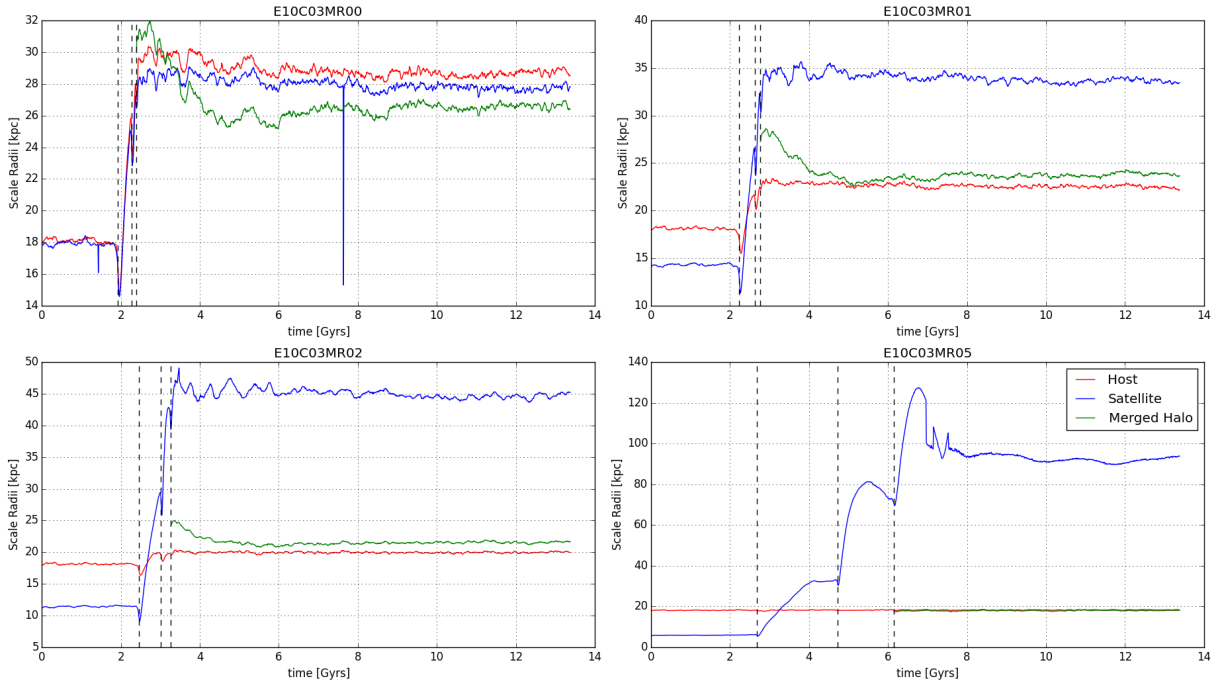 E10C03MR00
32
30
28
26
24
22
20
18
16
14
Scale Radii [kpc]
0 2 4 6 8 10 12 14
time [Gyrs]
E10C03MR01
40
35
30
25
20
15
10
Scale Radii [kpc]
0 2 4 6 8 10 12 14
time [Gyrs]
E10C03MR02
50
45
40
35
30
25
20
15
10
5
Scale Radii [kpc]
0 2 4 6 8 10 12 14
time [Gyrs]
E10C03MR05
140
120
100
80
60
40
20
0
Scale Radii [kpc]
Host
Satellite
Merged Halo
0 2 4 6 8 10 12 14
time [Gyrs]